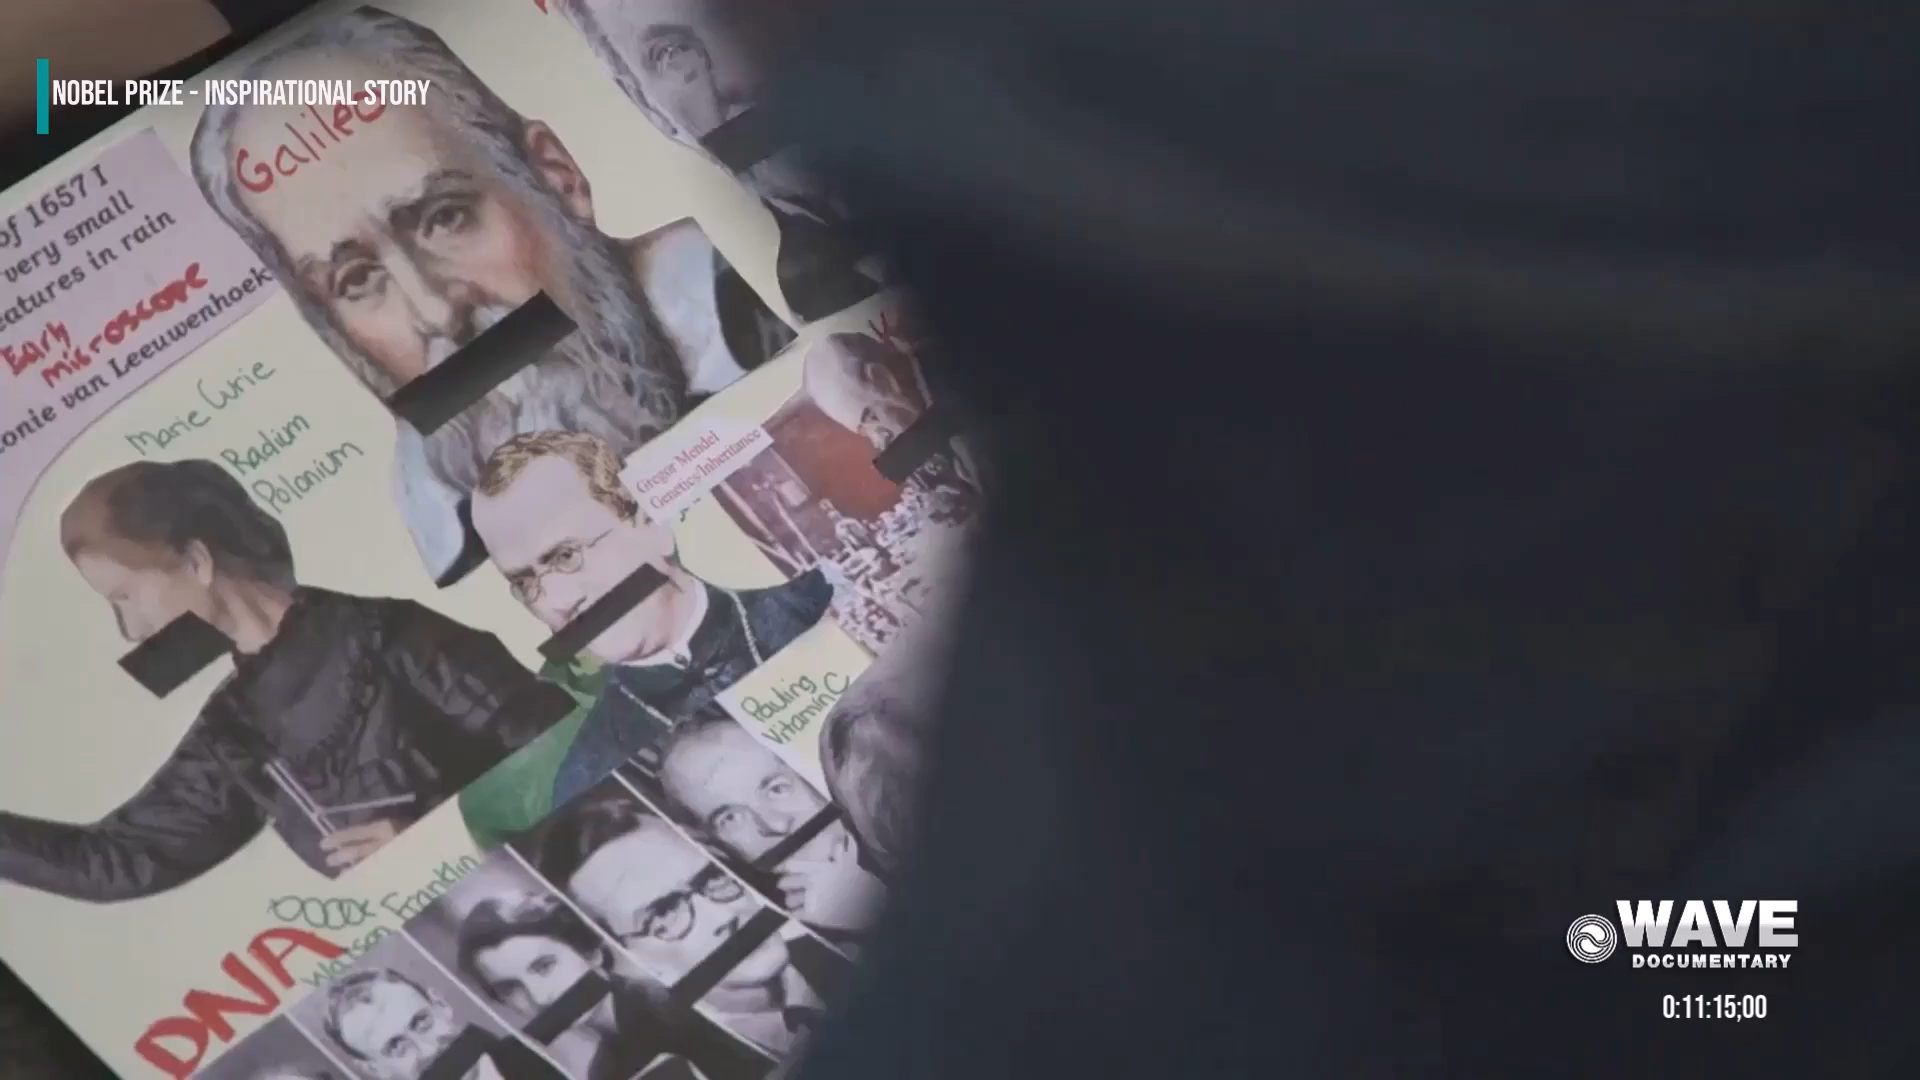 NOBEL PRIZE - INSPIRATIONAL STORY
Galileo
of 1657 I
very small
eatures in rain
Early
microscope
onie van Leeuwenhoek
Marie Curie
Radium
Polonium
Gregor Mendel
Genetics/Inheritance
Pauling
Vitamin C
DNA
Watson Franklin
WAVE
DOCUMENTARY
0:11:15;00